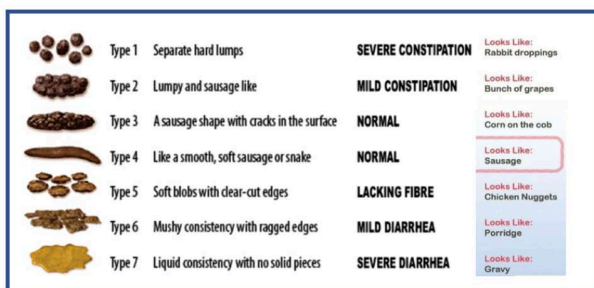 Type 1 Separate hard lumps SEVERE CONSTIPATION Looks Like:
Rabbit droppings
Type 2 Lumpy and sausage like MILD CONSTIPATION Looks Like:
Bunch of grapes
Type 3 A sausage shape with cracks in the surface NORMAL Looks Like:
Corn on the cob
Type 4 Like a smooth, soft sausage or snake NORMAL Looks Like:
Sausage
Type 5 Soft blobs with clear-cut edges LACKING FIBRE Looks Like:
Chicken Nuggets
Type 6 Mushy consistency with ragged edges MILD DIARRHEA Looks Like:
Porridge
Type 7 Liquid consistency with no solid pieces SEVERE DIARRHEA Looks Like:
Gravy